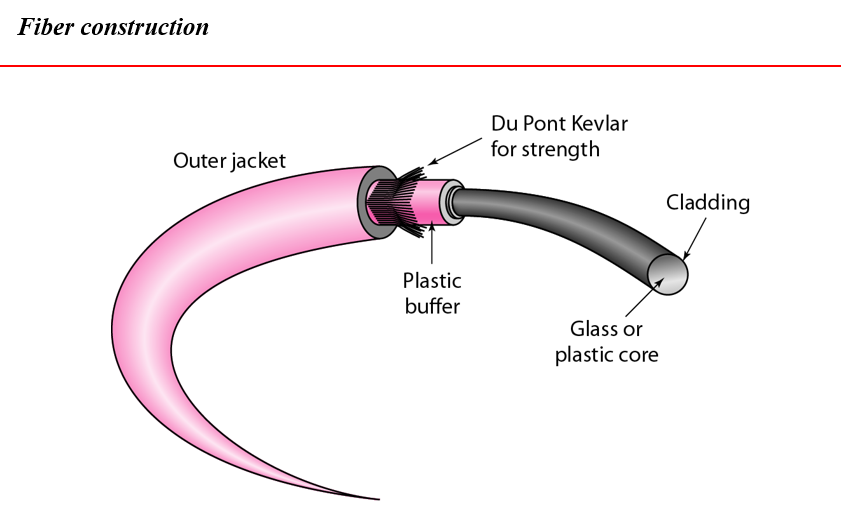 Fiber construction
Du Pont Kevlar
for strength
Outer jacket
Cladding
Plastic
buffer
Glass or
plastic core